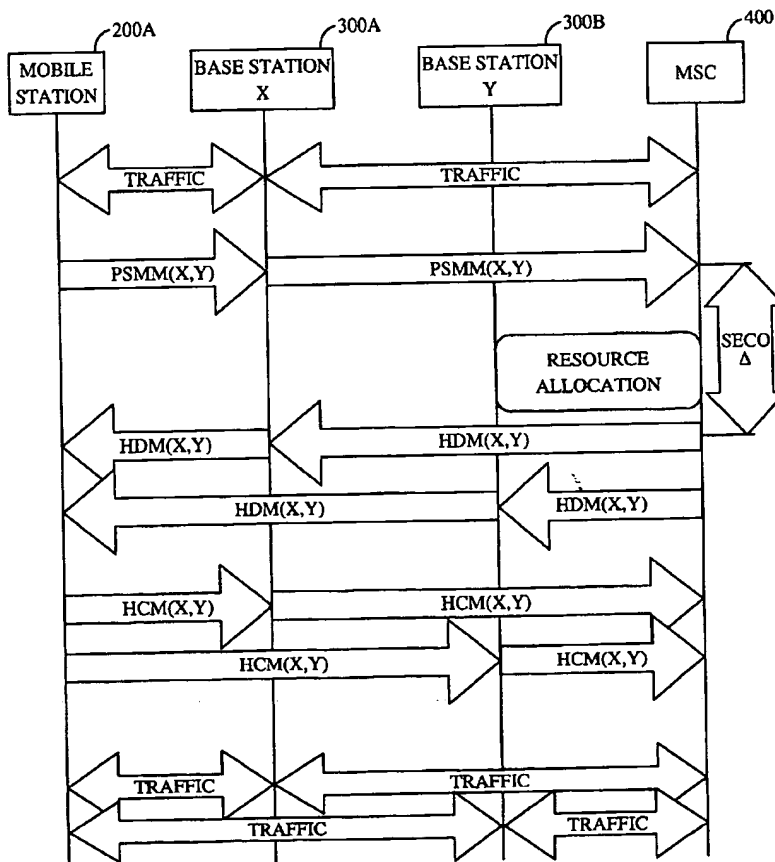 200A
300A
300B
400
MOBILE
STATION
BASE STATION
X
BASE STATION
Y
MSC
TRAFFIC
TRAFFIC
PSMM(X,Y)
PSMM(X,Y)
RESOURCE
ALLOCATION
SECO
Δ
HDM(X,Y)
HDM(X,Y)
HDM(X,Y)
HDM(X,Y)
HCM(X,Y)
HCM(X,Y)
HCM(X,Y)
HCM(X,Y)
TRAFFIC
TRAFFIC
TRAFFIC
TRAFFIC